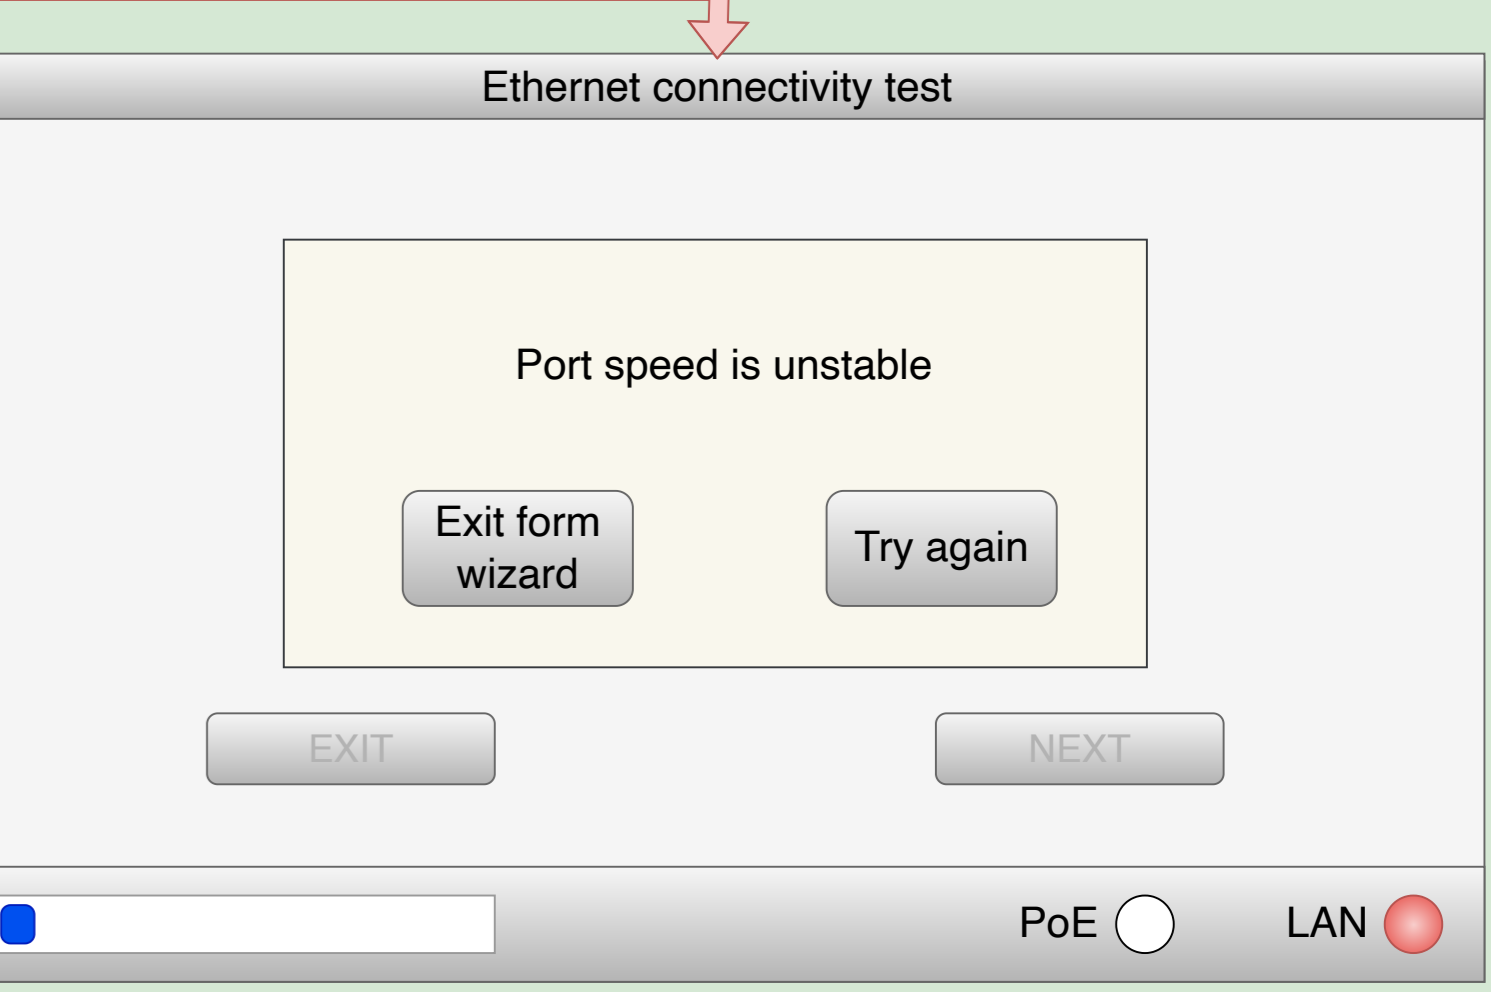 Ethernet connectivity test
Port speed is unstable
Exit form
wizard
Try again
EXIT
NEXT
PoE
LAN